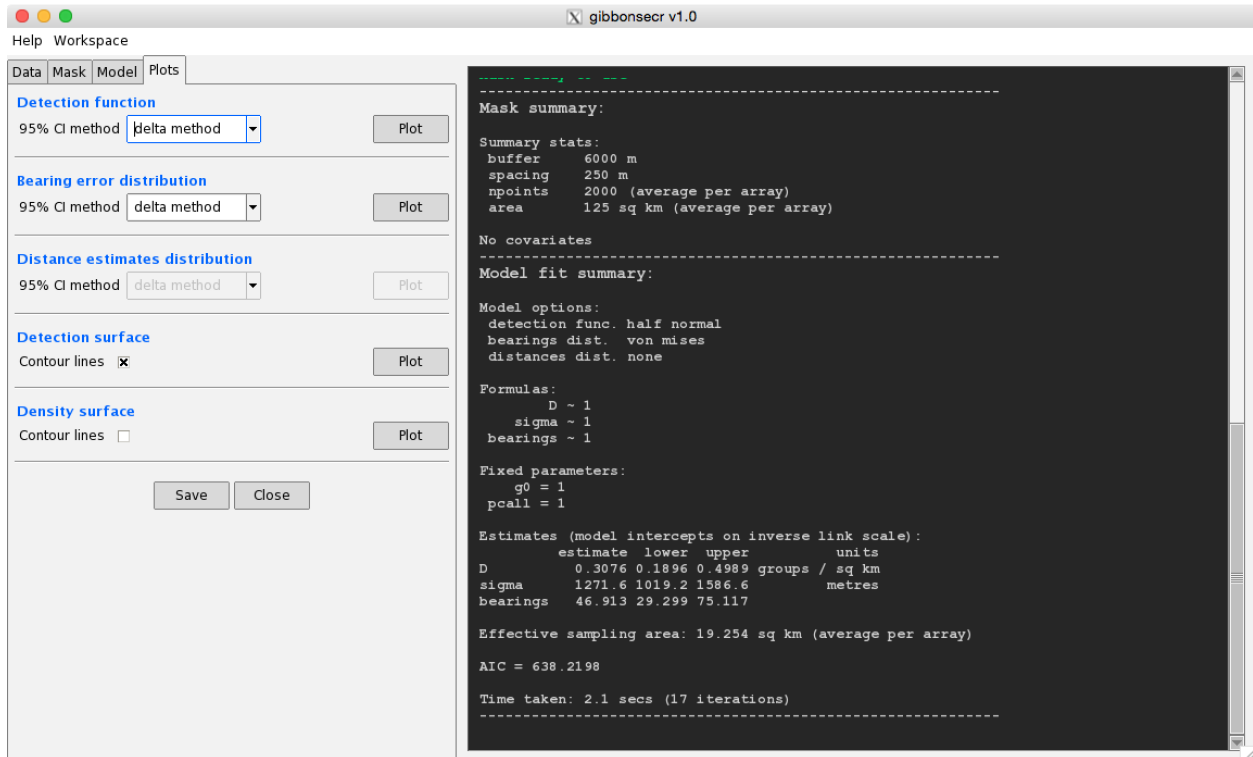 gibbonsecr v1.0
Help Workspace
Data Mask Model Plots
Detection function
95% CI method delta method Plot
Bearing error distribution
95% CI method delta method Plot
Distance estimates distribution
95% CI method delta method Plot
Detection surface
Contour lines Plot
Density surface
Contour lines Plot
Save Close
------------------------------------------------------------
Mask summary:
Summary stats:
buffer 6000 m
spacing 250 m
npoints 2000 (average per array)
area 125 sq km (average per array)
No covariates
------------------------------------------------------------
Model fit summary:
Model options:
detection func. half normal
bearings dist. von mises
distances dist. none
Formulas:
D ~ 1
sigma ~ 1
bearings ~ 1
Fixed parameters:
g0 = 1
pcall = 1
Estimates (model intercepts on inverse link scale):
estimate lower upper units
D 0.3076 0.1896 0.4989 groups / sq km
sigma 1271.6 1019.2 1586.6 metres
bearings 46.913 29.299 75.117
Effective sampling area: 19.254 sq km (average per array)
AIC = 638.2198
Time taken: 2.1 secs (17 iterations)
------------------------------------------------------------